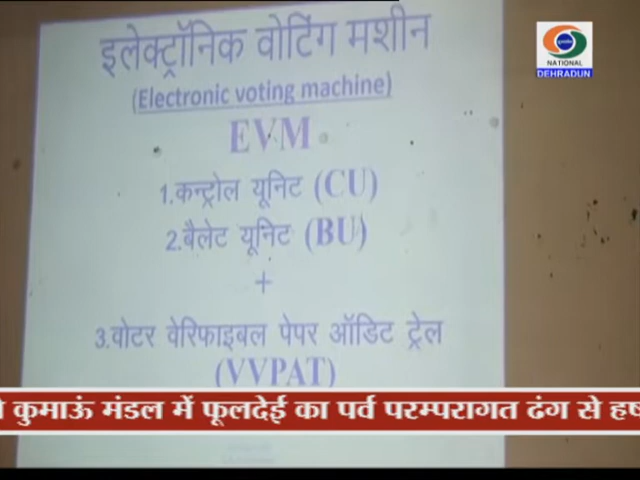 इलेक्ट्रॉनिक वोटिंग मशीन
(Electronic voting machine)
EVM
1.कन्ट्रोल यूनिट (CU)
2.बैलेट यूनिट (BU)
+
3.वोटर वेरिफाइबल पेपर ऑडिट ट्रेल
(VVPAT)
NATIONAL
DEHRADUN
कुमाऊं मंडल में फूलदेई का पर्व परम्परागत ढंग से